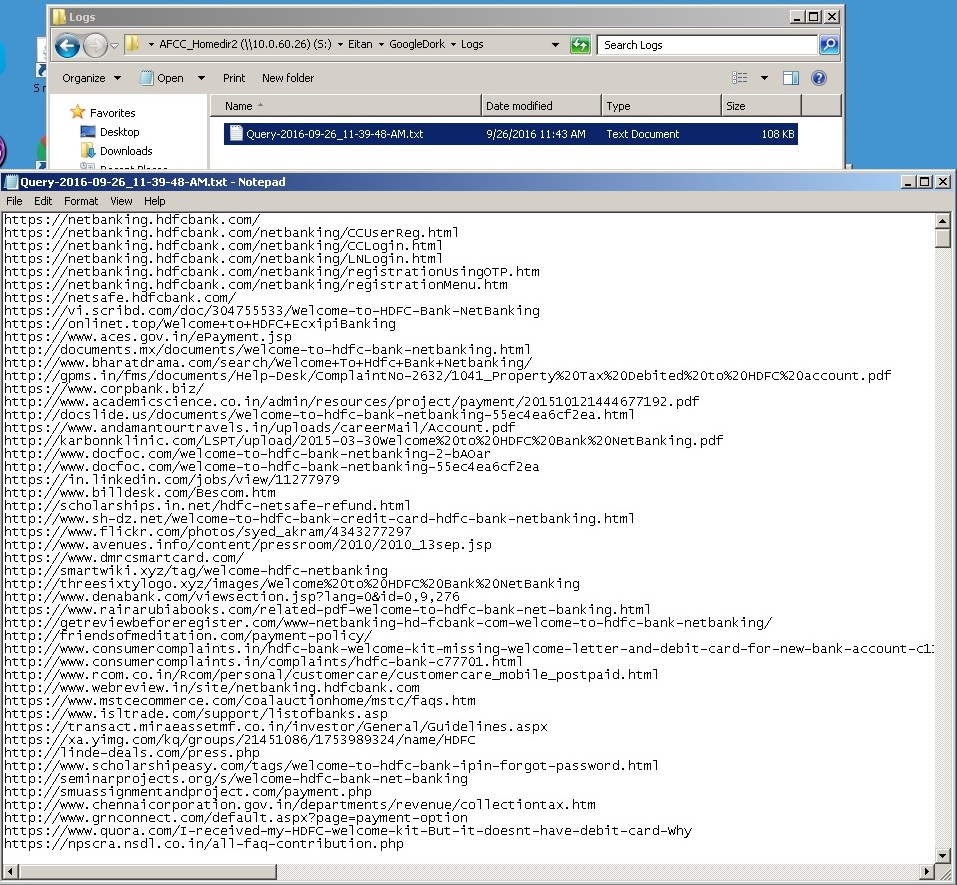 Logs
AFCC_Homedir2 (\\10.0.60.26) (S:) Eitan GoogleDork Logs
Search Logs
Organize Open Print New folder
Name Date modified Type Size
Favorites
Desktop
Downloads
Query-2016-09-26_11-39-48-AM.txt 9/26/2016 11:43 AM Text Document 108 KB
Query-2016-09-26_11-39-48-AM.txt - Notepad
File Edit Format View Help
https://netbanking.hdfcbank.com/
https://netbanking.hdfcbank.com/netbanking/CCUserReg.html
https://netbanking.hdfcbank.com/netbanking/CCLogin.html
https://netbanking.hdfcbank.com/netbanking/LNLogin.html
https://netbanking.hdfcbank.com/netbanking/registrationUsingOTP.htm
https://netbanking.hdfcbank.com/netbanking/registrationMenu.htm
https://netsafe.hdfcbank.com/
https://vi.scribd.com/doc/304755533/Welcome-to-HDFC-Bank-NetBanking
https://onlinet.top/Welcome+to+HDFC+EcxipiBanking
https://www.aces.gov.in/ePayment.jsp
http://documents.mx/documents/welcome-to-hdfc-bank-netbanking.html
http://www.bharatdrama.com/search/Welcome+To+Hdfc+Bank+Netbanking/
http://gpms.in/fms/documents/Help-Desk/ComplaintNo-2632/1041_Property%20Tax%20Debited%20to%20HDFC%20account.pdf
https://www.corpbank.biz/
http://www.academicscience.co.in/admin/resources/project/payment/201510121444677192.pdf
http://docslide.us/documents/welcome-to-hdfc-bank-netbanking-55ec4ea6cf2ea.html
https://www.andamantourtravels.in/uploads/careerMail/Account.pdf
http://karbonnklinic.com/LSPT/upload/2015-03-30Welcome%20to%20HDFC%20Bank%20NetBanking.pdf
http://www.docfoc.com/welcome-to-hdfc-bank-netbanking-2-bAOar
http://www.docfoc.com/welcome-to-hdfc-bank-netbanking-55ec4ea6cf2ea
https://in.linkedin.com/jobs/view/11277979
http://www.billdesk.com/Bescom.htm
http://scholarships.in.net/hdfc-netsafe-refund.html
http://www.sh-dz.net/welcome-to-hdfc-bank-credit-card-hdfc-bank-netbanking.html
https://www.flickr.com/photos/syed_akram/4343277297
http://www.avenues.info/content/pressroom/2010/2010_13sep.jsp
https://www.dmrcsmartcard.com/
http://smartwiki.xyz/tag/welcome-hdfc-netbanking
http://threesixtylogo.xyz/images/Welcome%20to%20HDFC%20Bank%20NetBanking
http://www.denabank.com/viewsection.jsp?lang=0&id=0,9,276
http://www.rairarubiabooks.com/related-pdf-welcome-to-hdfc-bank-net-banking.html
http://getreviewbeforeregister.com/www-netbanking-hd-fcbank-com-welcome-to-hdfc-bank-netbanking/
http://friendsofmeditation.com/payment-policy/
http://www.consumercomplaints.in/hdfc-bank-welcome-kit-missing-welcome-letter-and-debit-card-for-new-bank-account-c1
http://www.consumercomplaints.in/complaints/hdfc-bank-c77701.html
http://www.rcom.co.in/Rcom/personal/customercare/customercare_mobile_postpaid.html
http://www.webreview.in/site/netbanking.hdfcbank.com
http://www.mstcecommerce.com/coalauctionhome/mstc/faqs.htm
https://www.isltrade.com/support/listofbanks.asp
https://transact.miraeassetmf.co.in/investor/General/Guidelines.aspx
https://xa.yimg.com/kq/groups/21451086/1753989324/name/HDFC
http://linde-deals.com/press.php
http://www.scholarshipeasy.com/tags/welcome-to-hdfc-bank-ipin-forgot-password.html
http://seminarprojects.org/s/welcome-hdfc-bank-net-banking
http://smuassignmentandproject.com/payment.php
http://www.chennaicorporation.gov.in/departments/revenue/collectiontax.htm
http://www.grnconnect.com/default.aspx?page=payment-option
https://www.quora.com/I-received-my-HDFC-welcome-kit-But-it-doesnt-have-debit-card-Why
https://npscra.nsdl.co.in/all-faq-contribution.php